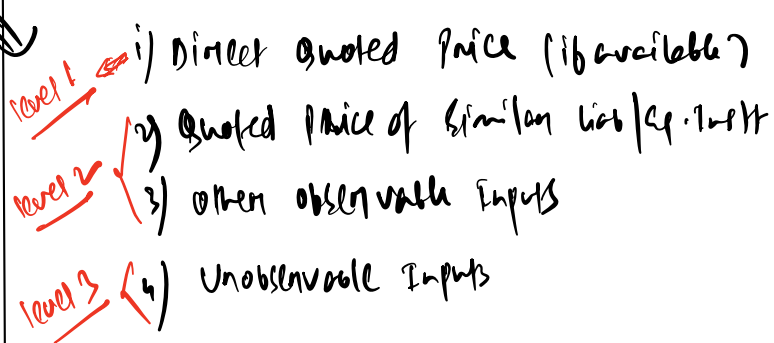 level 1 i) Direct Quoted Price (if available)
2) Quoted Price of Similar Liab/Eq. Instt
level 2
3) Other observable Inputs
level 3 4) Unobservable Inputs